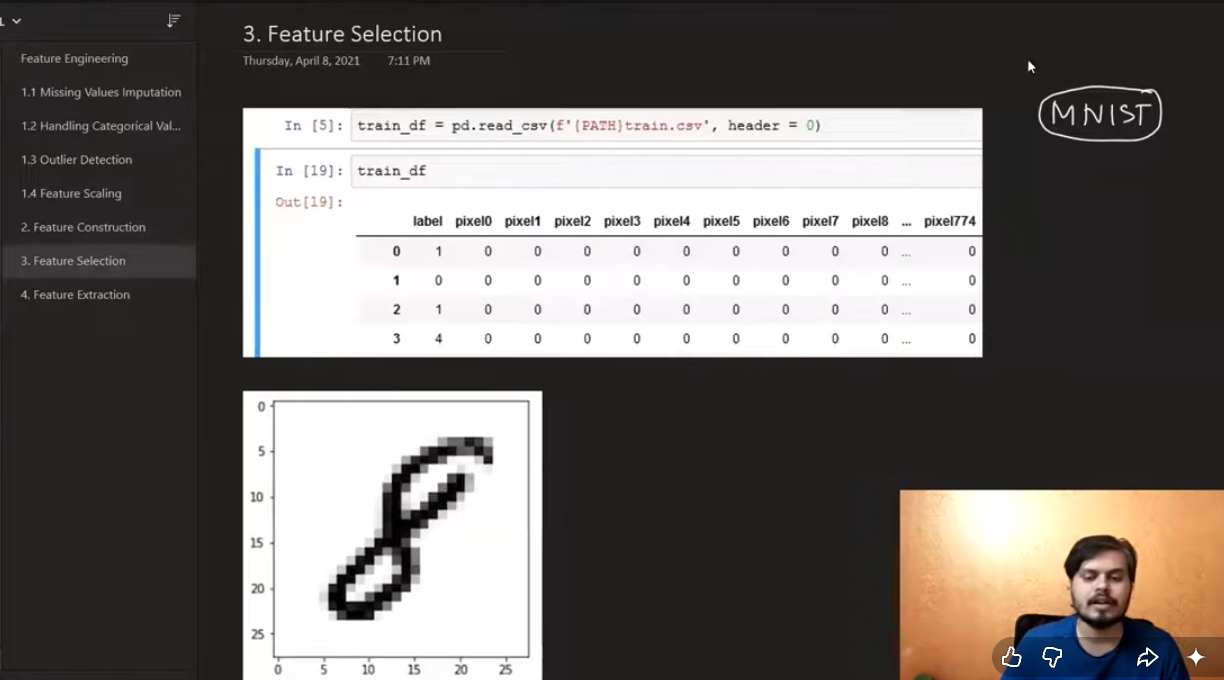 3. Feature Selection
Thursday, April 8, 2021 7:11 PM
Feature Engineering
1.1 Missing Values Imputation
1.2 Handling Categorical Val...
1.3 Outlier Detection
1.4 Feature Scaling
2. Feature Construction
3. Feature Selection
4. Feature Extraction
MNIST
In [5]: train_df = pd.read_csv(f'{PATH}train.csv', header = 0)
In [19]: train_df
Out[19]:
label pixel0 pixel1 pixel2 pixel3 pixel4 pixel5 pixel6 pixel7 pixel8 ... pixel774
0 1 0 0 0 0 0 0 0 0 0 ... 0
1 0 0 0 0 0 0 0 0 0 0 ... 0
2 1 0 0 0 0 0 0 0 0 0 ... 0
3 4 0 0 0 0 0 0 0 0 0 ... 0
0
5
10
15
20
25
0 5 10 15 20 25